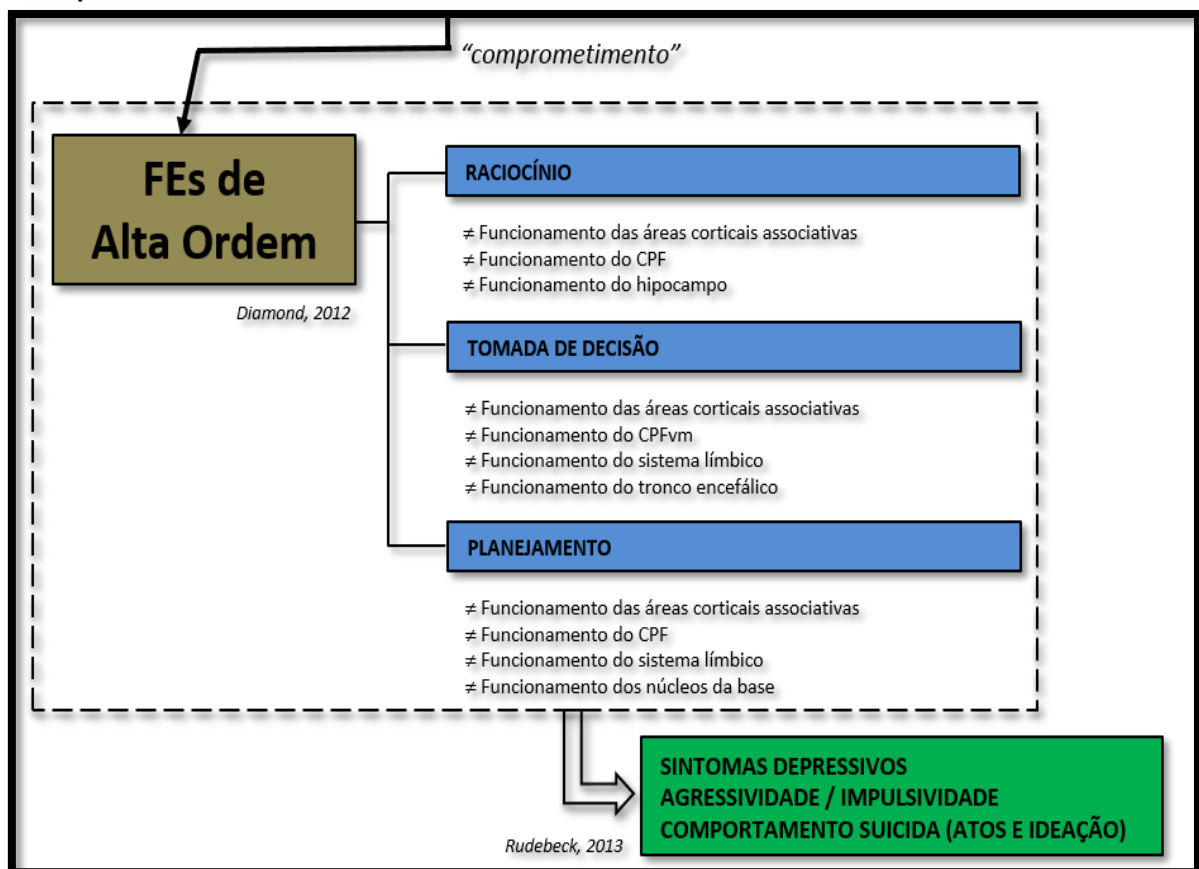 “comprometimento”
FEs de
Alta Ordem
Diamond, 2012
RACIOCÍNIO
≠ Funcionamento das áreas corticais associativas
≠ Funcionamento do CPF
≠ Funcionamento do hipocampo
TOMADA DE DECISÃO
≠ Funcionamento das áreas corticais associativas
≠ Funcionamento do CPFvm
≠ Funcionamento do sistema límbico
≠ Funcionamento do tronco encefálico
PLANEJAMENTO
≠ Funcionamento das áreas corticais associativas
≠ Funcionamento do CPF
≠ Funcionamento do sistema límbico
≠ Funcionamento dos núcleos da base
SINTOMAS DEPRESSIVOS
AGRESSIVIDADE / IMPULSIVIDADE
COMPORTAMENTO SUICIDA (ATOS E IDEAÇÃO)
Rudebeck, 2013